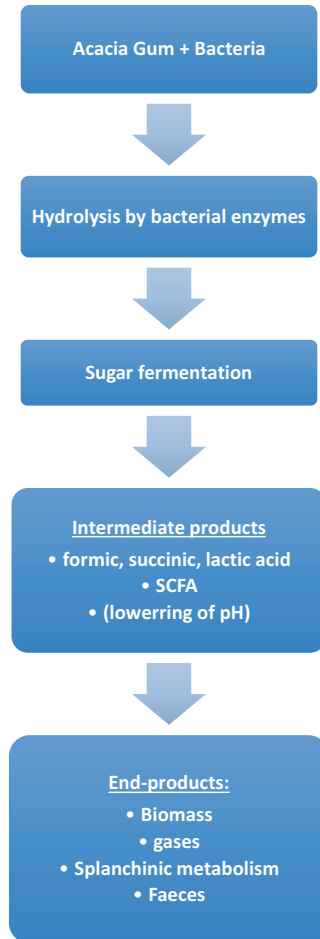 Acacia Gum + Bacteria
Hydrolysis by bacterial enzymes
Sugar fermentation
Intermediate products
• formic, succinic, lactic acid
• SCFA
• (lowerring of pH)
End-products:
• Biomass
• gases
• Splanchinic metabolism
• Faeces